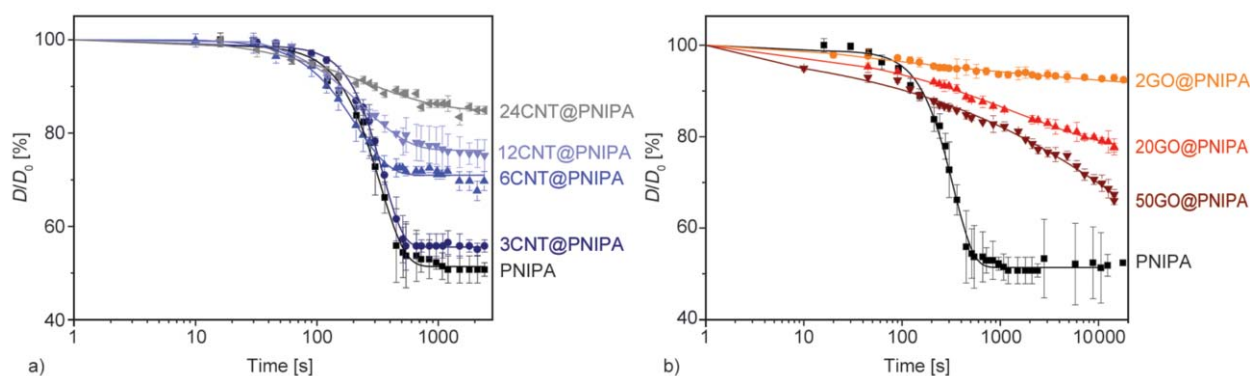 100
80
60
40
D/D0 [%]
24CNT@PNIPA
12CNT@PNIPA
6CNT@PNIPA
3CNT@PNIPA
PNIPA
1
10
100
1000
Time [s]
a)
100
80
60
40
D/D0 [%]
2GO@PNIPA
20GO@PNIPA
50GO@PNIPA
PNIPA
1
10
100
1000
10000
Time [s]
b)